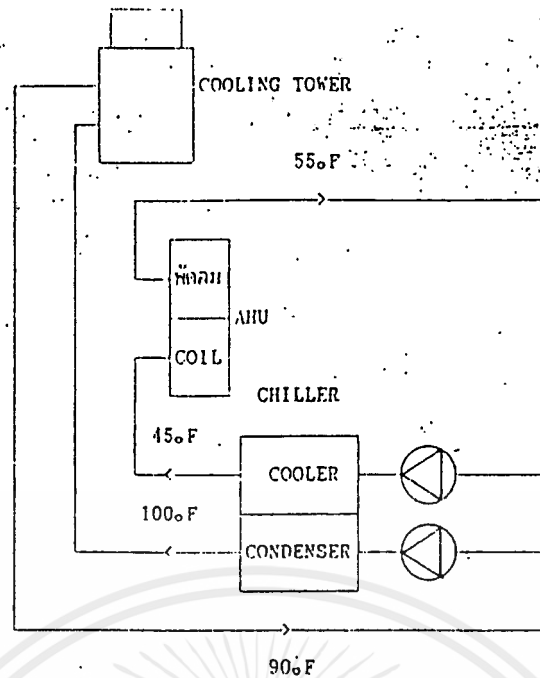 COOLING TOWER
55oF
พัดลม
AHU
COIL
CHILLER
45oF
COOLER
100oF
CONDENSER
90oF